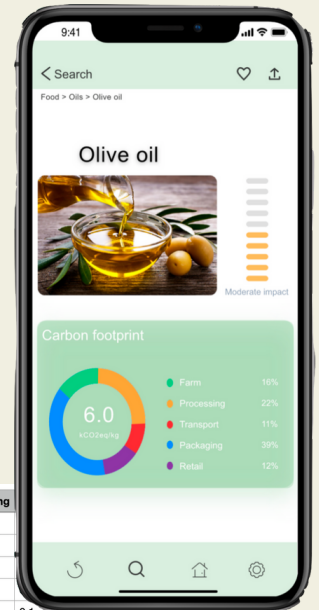 9:41
Search
Food > Oils > Olive oil
Olive oil
Moderate impact
Carbon footprint
6.0
kCO2eq/kg
Farm 16%
Processing 22%
Transport 11%
Packaging 39%
Retail 12%
ng